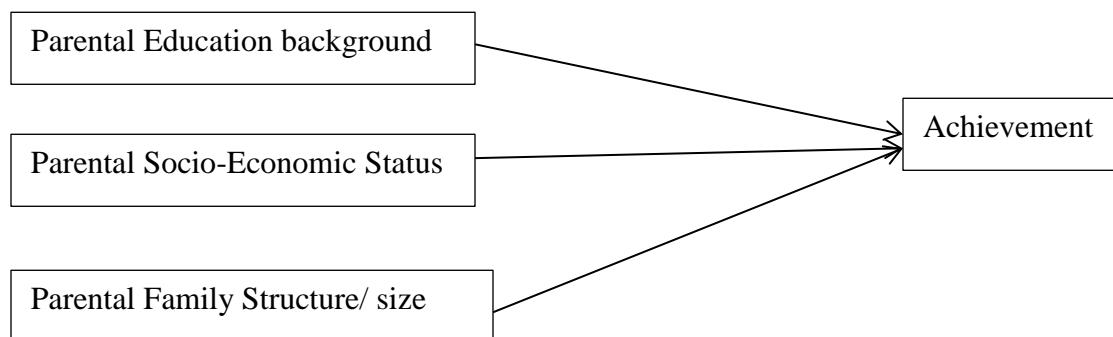 Parental Education background
Achievement
Parental Socio-Economic Status
Parental Family Structure/ size